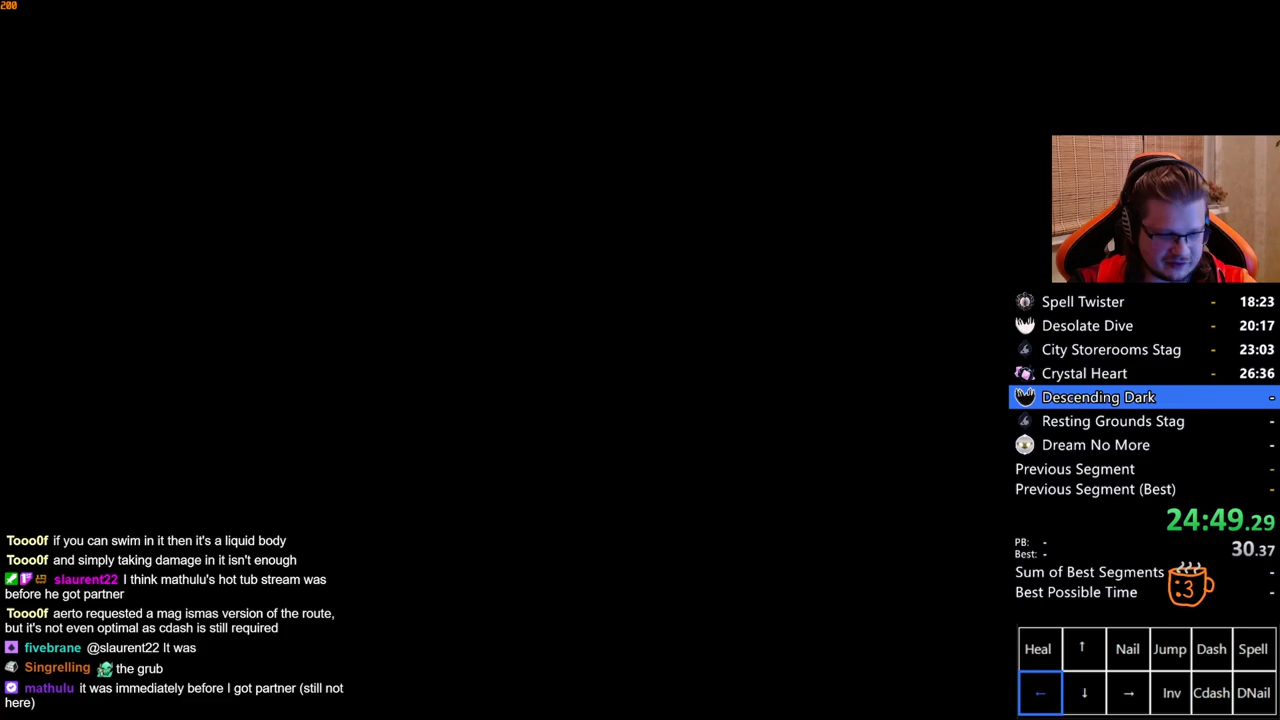 200
Spell Twister - 18:23
Desolate Dive - 20:17
City Storerooms Stag - 23:03
Crystal Heart - 26:36
Descending Dark -
Resting Grounds Stag -
Dream No More -
Previous Segment -
Previous Segment (Best) -
24:49.29
PB: -
Best: -
30.37
Sum of Best Segments -
Best Possible Time -
:3
Heal ↑ Nail Jump Dash Spell
← ↓ → Inv Cdash DNail
Tooo0f if you can swim in it then it's a liquid body
Tooo0f and simply taking damage in it isn't enough
slaurent22 I think mathulu's hot tub stream was
before he got partner
Tooo0f aerto requested a mag ismas version of the route,
but it's not even optimal as cdash is still required
fivebrane @slaurent22 It was
Singrelling the grub
mathulu it was immediately before I got partner (still not
here)